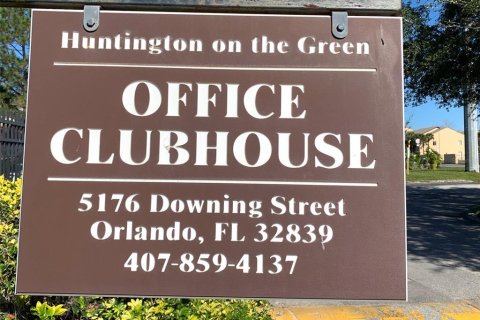 Huntington on the Green
OFFICE
CLUBHOUSE
5176 Downing Street
Orlando, FL 32839
407-859-4137